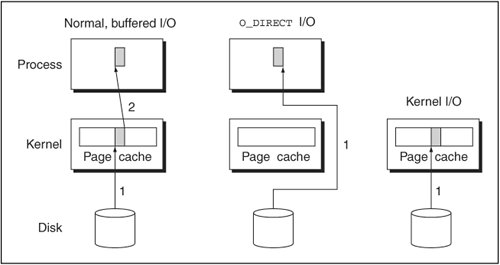 Normal, buffered I/O
O_DIRECT I/O
Process
2
Kernel I/O
Kernel
Page cache
Page cache
Page cache
1
1
1
Disk